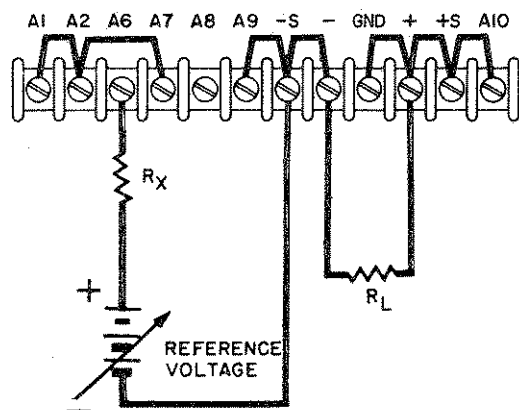 A1 A2 A6 A7 A8 A9 -S - GND + +S A10
RX
RL
+
REFERENCE
VOLTAGE
-